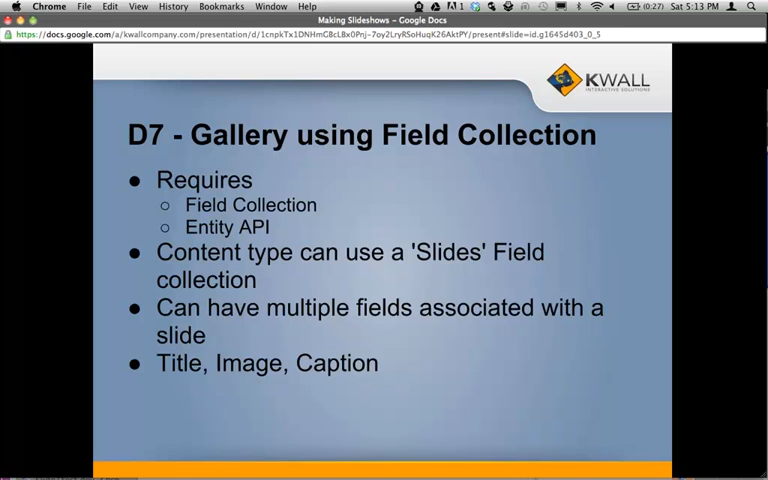 Chrome File Edit View History Bookmarks Window Help 1 (0:27) Sat 5:13 PM
Making Slideshows – Google Docs
https://docs.google.com/a/kwallcompany.com/presentation/d/1cnpkTx1DNHmGBcLBx0Pnj-7oy2LryRSoHuqK26AktPY/present#slide=id.g1645d403_0_5
KWALL
INTERACTIVE SOLUTIONS
D7 - Gallery using Field Collection
● Requires
○ Field Collection
○ Entity API
● Content type can use a 'Slides' Field
collection
● Can have multiple fields associated with a
slide
● Title, Image, Caption